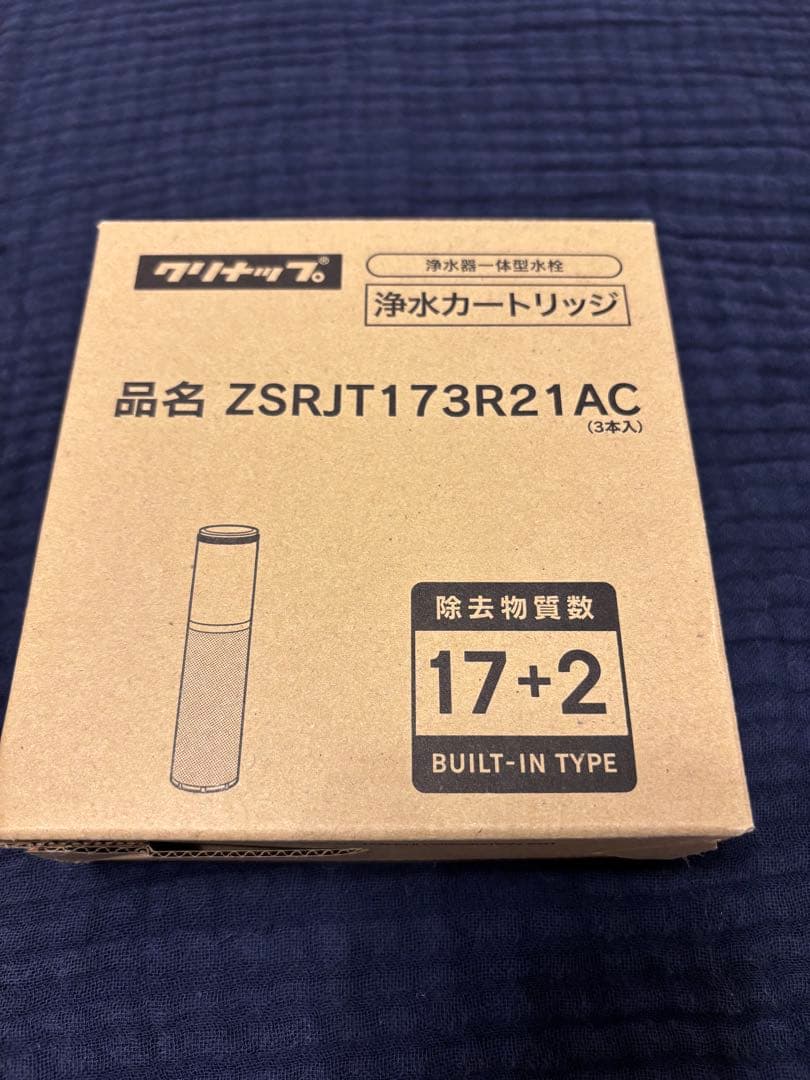 クリナップ®
浄水器一体型水栓
浄水カートリッジ
品名 ZSRJT173R21AC
(3本入)
除去物質数
17+2
BUILT-IN TYPE